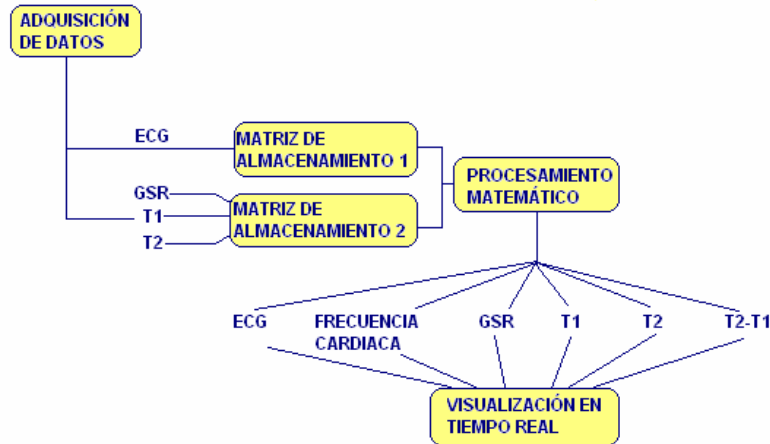 ADQUISICIÓN
DE DATOS
ECG
MATRIZ DE
ALMACENAMIENTO 1
PROCESAMIENTO
MATEMÁTICO
GSR
T1
T2
MATRIZ DE
ALMACENAMIENTO 2
ECG
FRECUENCIA
CARDIACA
GSR
T1
T2
T2-T1
VISUALIZACIÓN EN
TIEMPO REAL